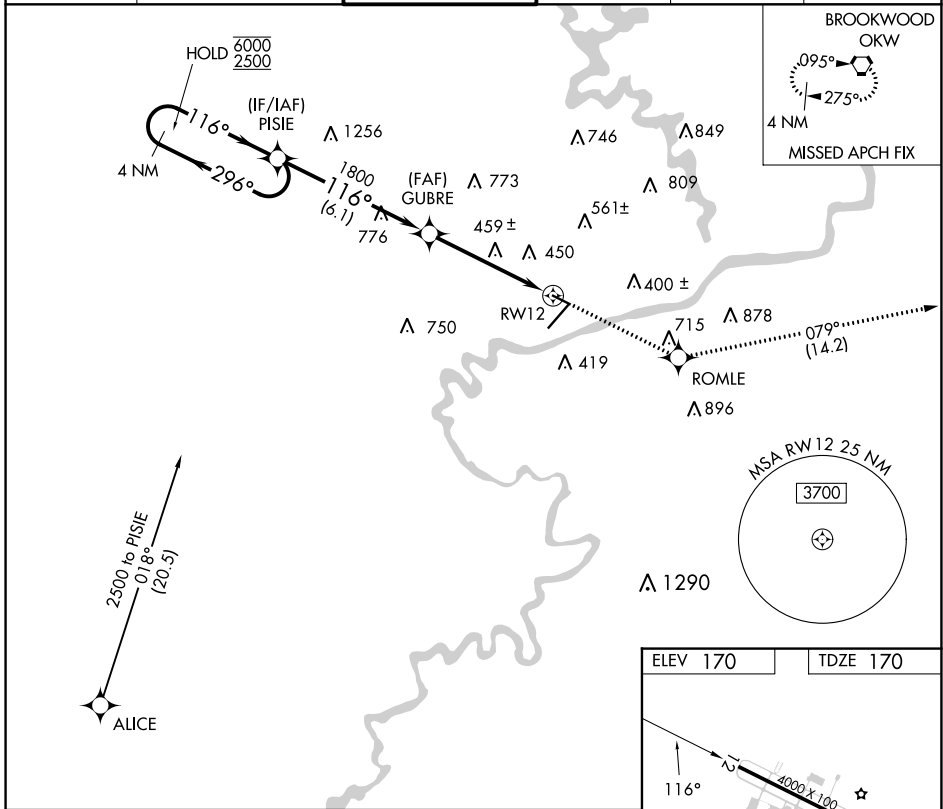 BROOKWOOD
OKW
095°
275°
4 NM
MISSED APCH FIX
HOLD 6000
2500
(IF/IAF)
PISIE
116°
296°
4 NM
1256
746
849
1800
116°
(6.1)
(FAF)
GUBRE
773
809
776
459 ±
450
561±
400 ±
RW12
750
419
715
878
079°
(14.2)
ROMLE
896
MSA RW12 25 NM
3700
1290
2500 to PISIE
018°
(20.5)
ALICE
ELEV 170
TDZE 170
12
4000 X 100
116°